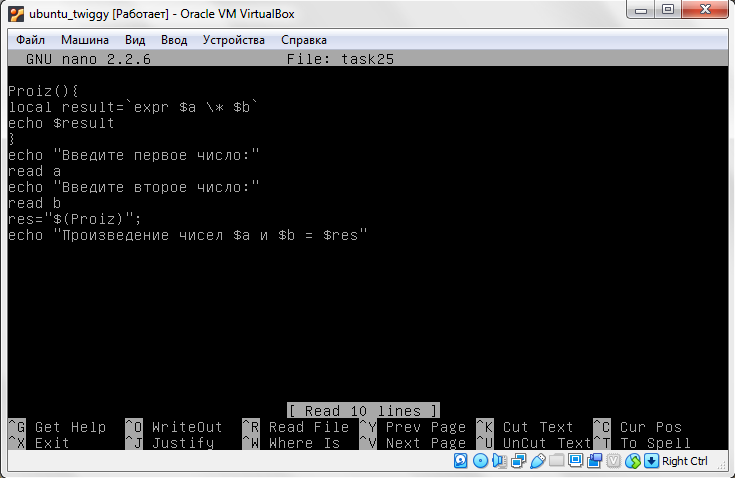 ubuntu_twiggy [Работает] - Oracle VM VirtualBox
Файл Машина Вид Ввод Устройства Справка
GNU nano 2.2.6 File: task25
Proiz(){
local result=`expr $a \* $b`
echo $result
}
echo "Введите первое число:"
read a
echo "Введите второе число:"
read b
res="$(Proiz)";
echo "Произведение чисел $a и $b = $res"
[ Read 10 lines ]
^G Get Help ^O WriteOut ^R Read File ^Y Prev Page ^K Cut Text ^C Cur Pos
^X Exit ^J Justify ^W Where Is ^V Next Page ^U UnCut Text ^T To Spell
Right Ctrl